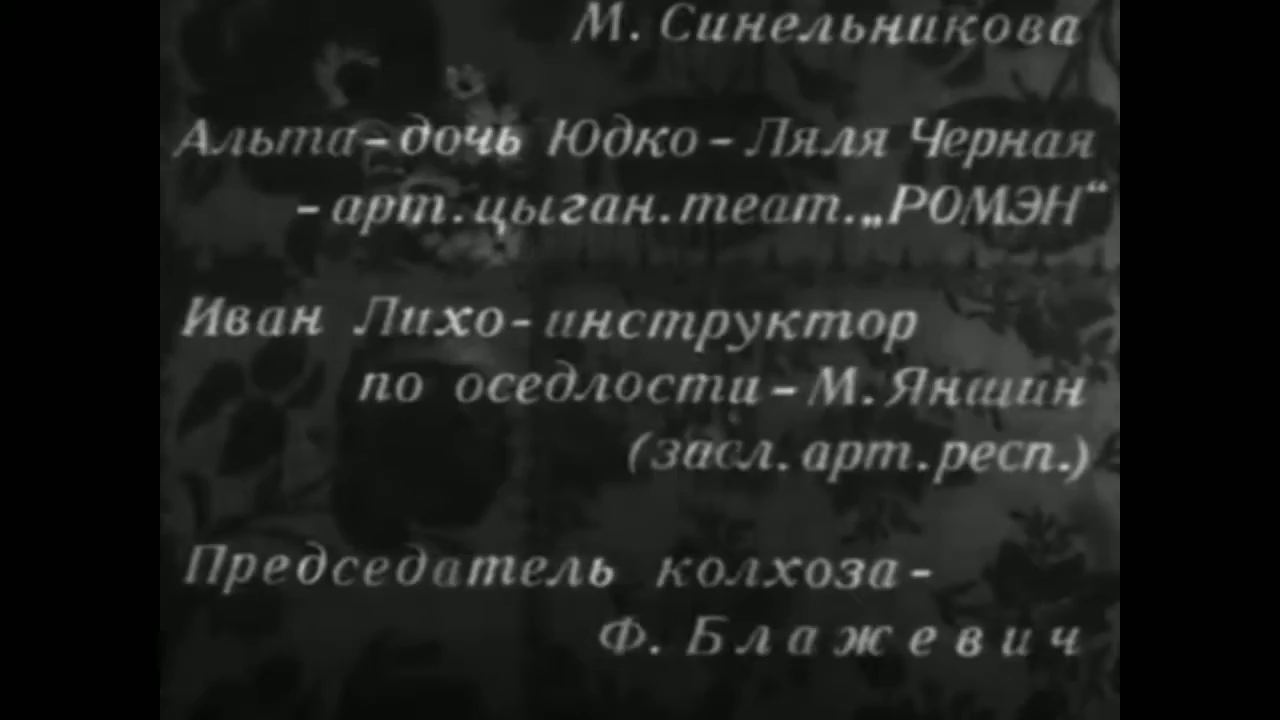 М. Синельникова
Альта – дочь Юдко – Ляля Черная
– арт. цыган. теат. „РОМЭН“
Иван Лихо – инструктор
по оседлости – М. Яншин
(засл. арт. респ.)
Председатель колхоза –
Ф. Блажевич